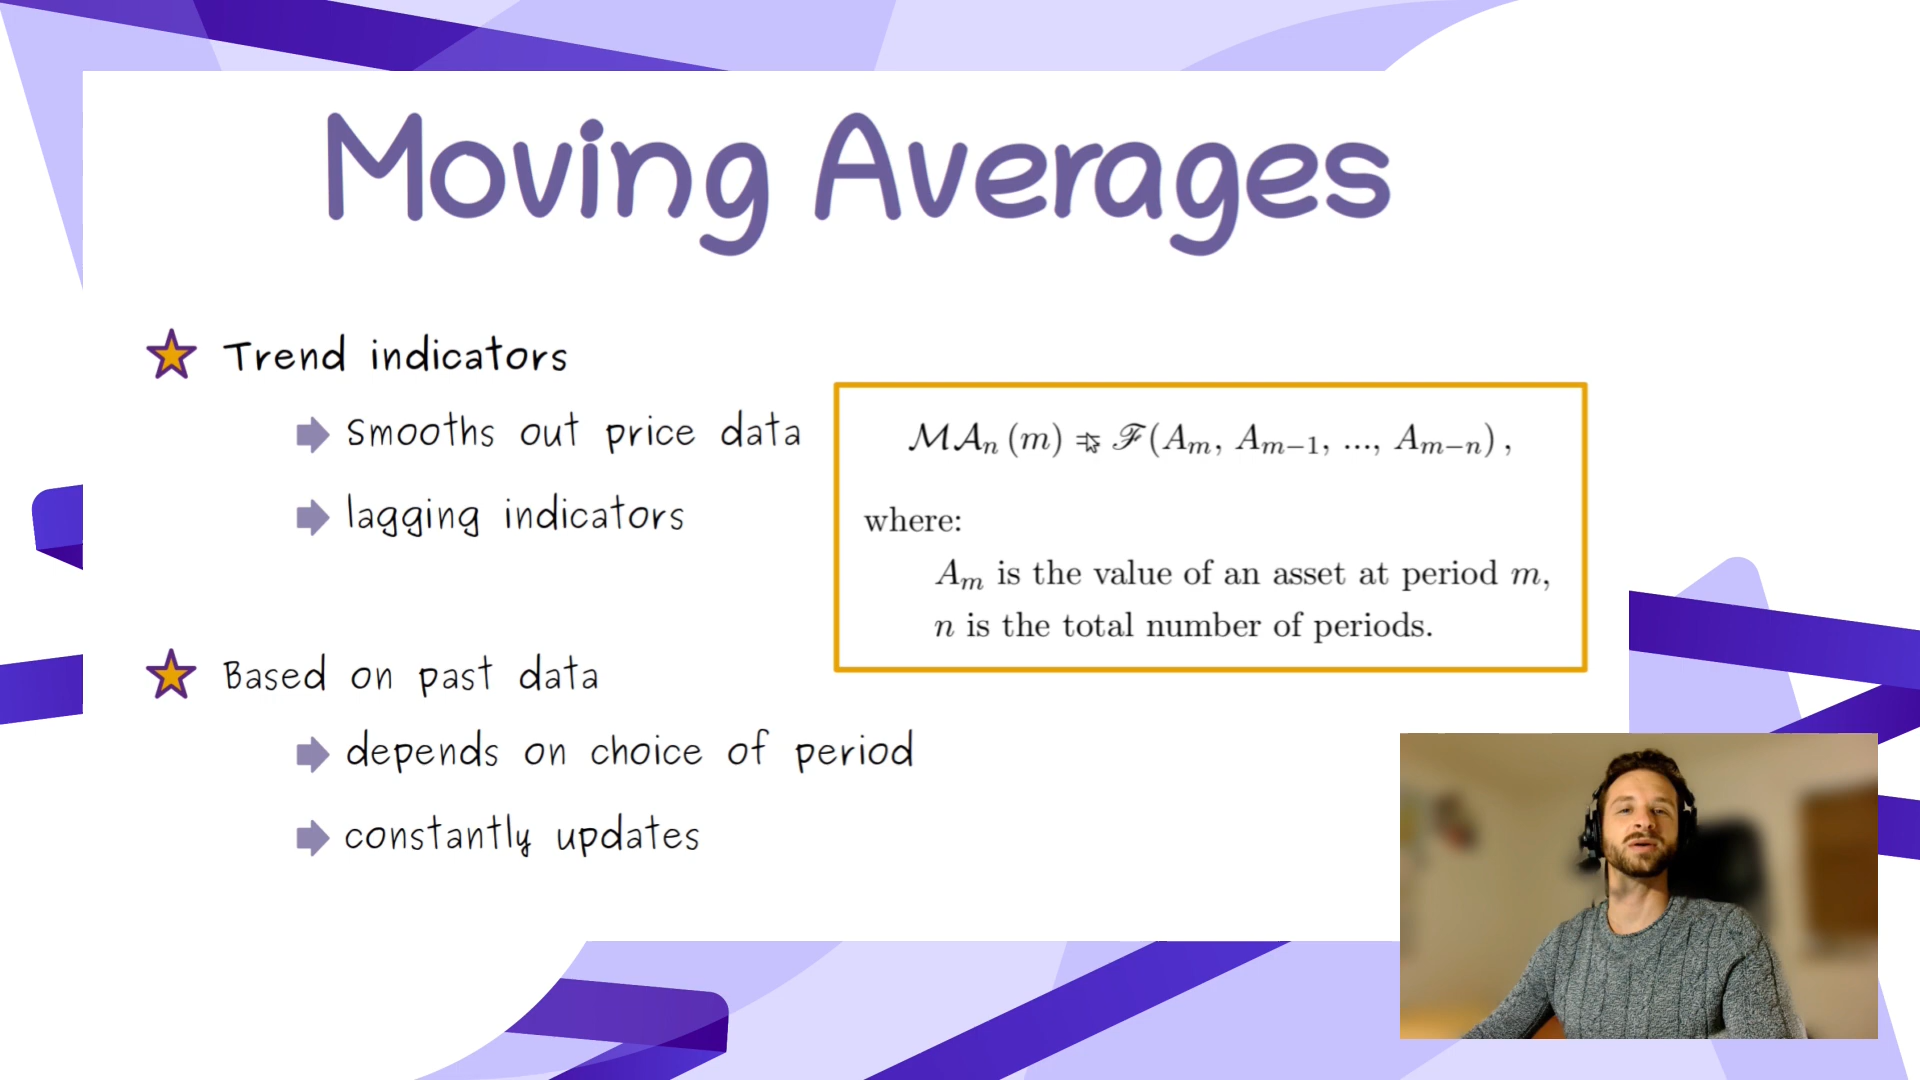 Moving Averages
Trend indicators
smooths out price data
lagging indicators
Based on past data
depends on choice of period
constantly updates
𝓜𝓐ₙ (m) = ℱ(Aₘ, Aₘ₋₁, ..., Aₘ₋ₙ) ,
where:
Aₘ is the value of an asset at period m,
n is the total number of periods.